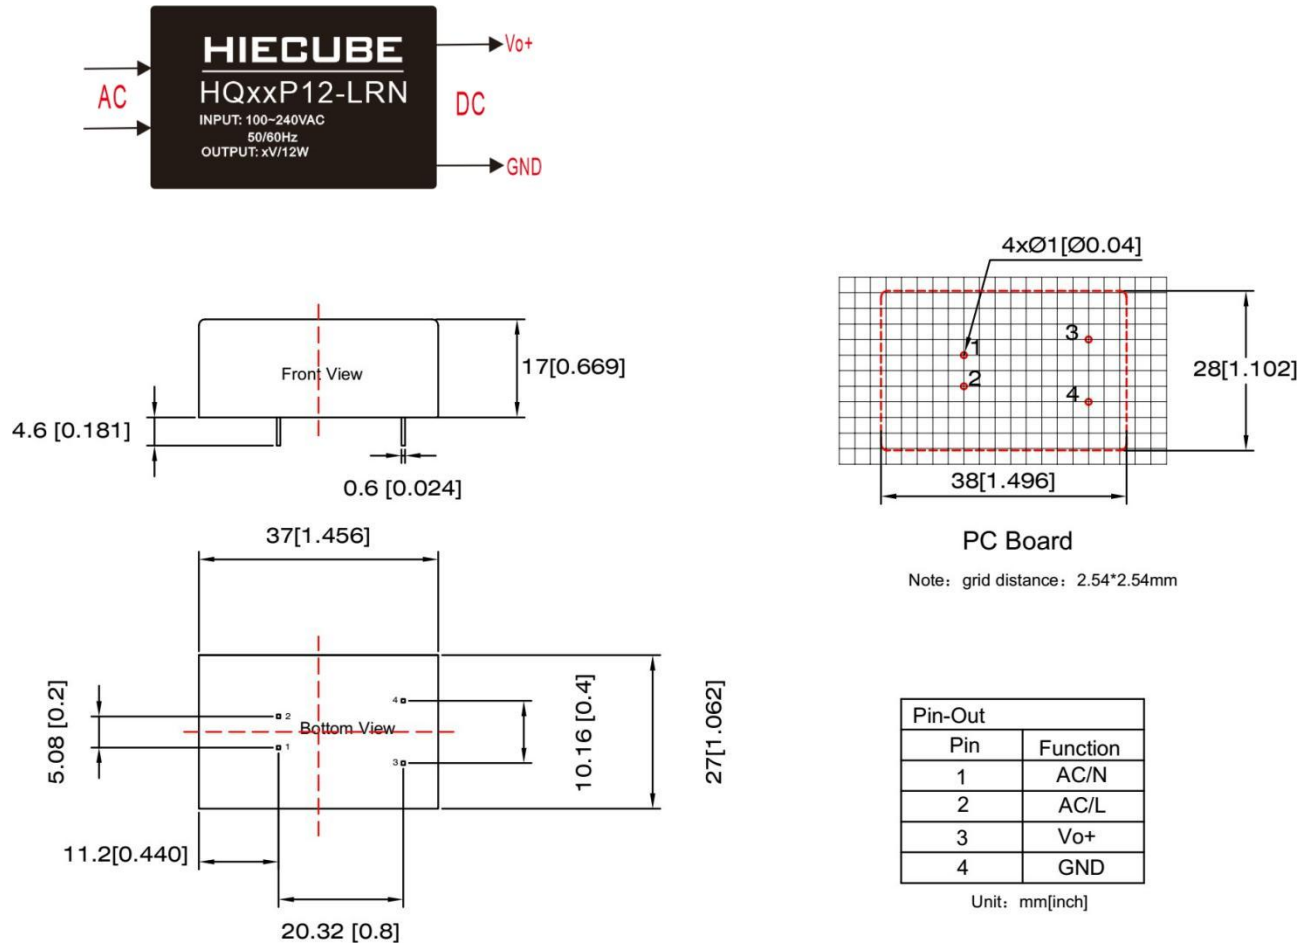 HIECUBE
HQxxP12-LRN
INPUT: 100~240VAC
50/60Hz
OUTPUT: xV/12W
AC
Vo+
DC
GND
Front View
17[0.669]
4.6 [0.181]
0.6 [0.024]
4xØ1[Ø0.04]
1
2
3
4
28[1.102]
38[1.496]
PC Board
Note: grid distance: 2.54*2.54mm
37[1.456]
5.08 [0.2]
2
1
Bottom View
4
3
10.16 [0.4]
27[1.062]
11.2[0.440]
20.32 [0.8]
Pin-Out
Pin Function
1 AC/N
2 AC/L
3 Vo+
4 GND
Unit: mm[inch]